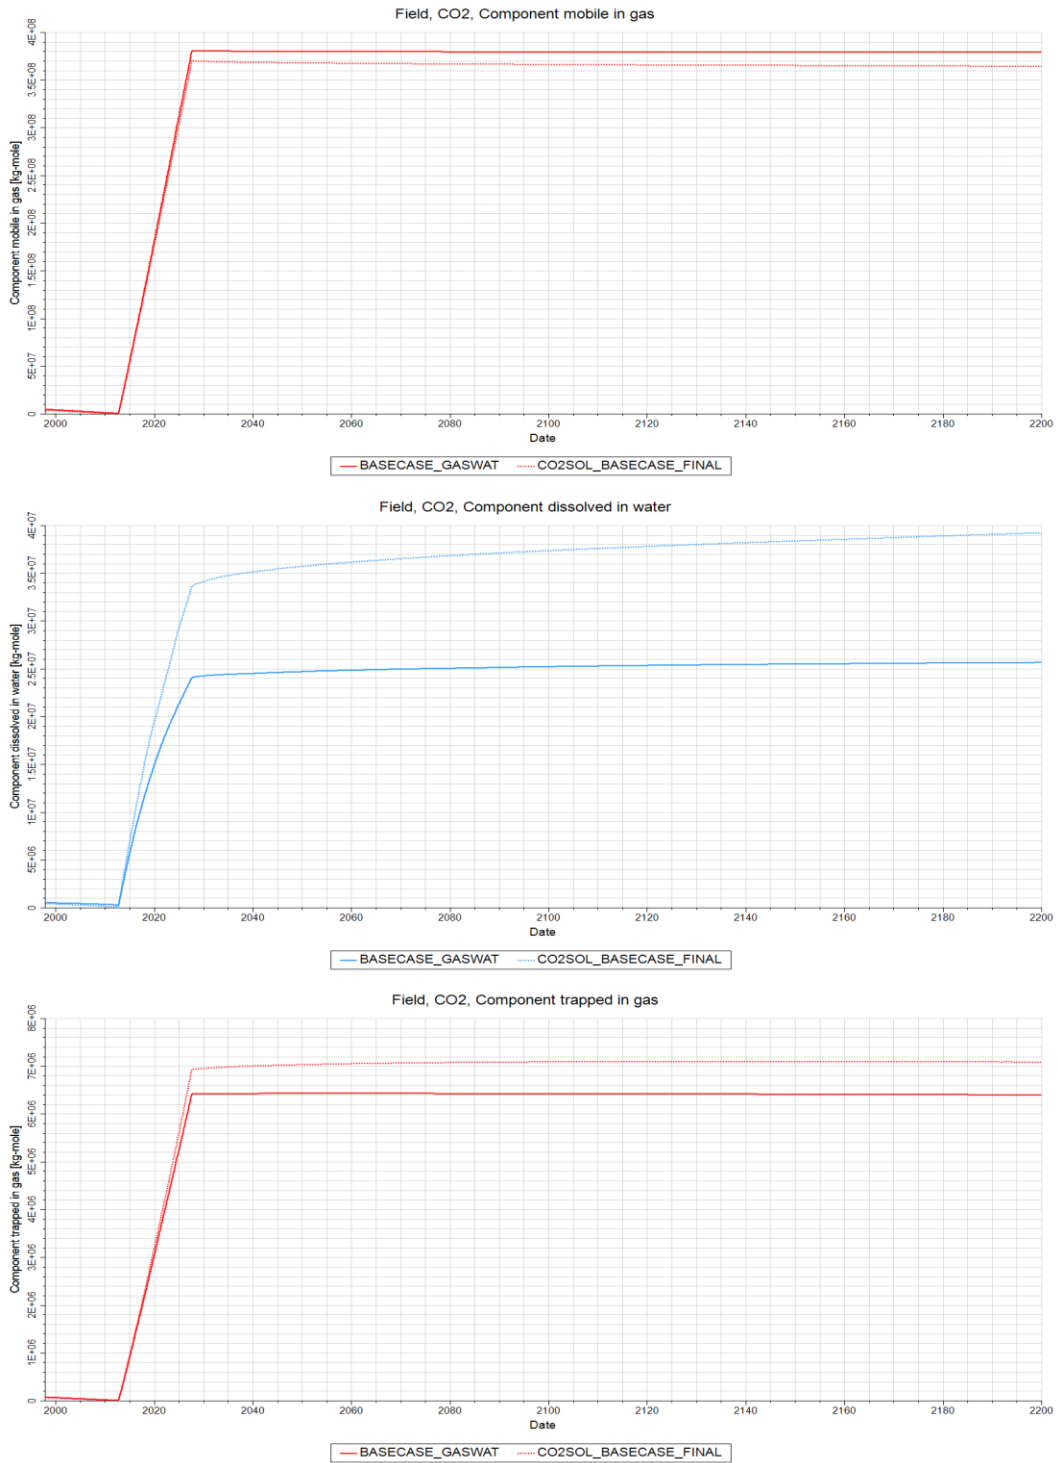 Field, CO2, Component mobile in gas
Component mobile in gas [kg-mole]
4E+08
3.5E+08
3E+08
2.5E+08
2E+08
1.5E+08
1E+08
5E+07
0
2000 2020 2040 2060 2080 2100 2120 2140 2160 2180 2200
Date
BASECASE_GASWAT CO2SOL_BASECASE_FINAL
Field, CO2, Component dissolved in water
Component dissolved in water [kg-mole]
4E+07
3.5E+07
3E+07
2.5E+07
2E+07
1.5E+07
1E+07
5E+06
0
2000 2020 2040 2060 2080 2100 2120 2140 2160 2180 2200
Date
BASECASE_GASWAT CO2SOL_BASECASE_FINAL
Field, CO2, Component trapped in gas
Component trapped in gas [kg-mole]
8E+06
7E+06
6E+06
5E+06
4E+06
3E+06
2E+06
1E+06
0
2000 2020 2040 2060 2080 2100 2120 2140 2160 2180 2200
Date
BASECASE_GASWAT CO2SOL_BASECASE_FINAL